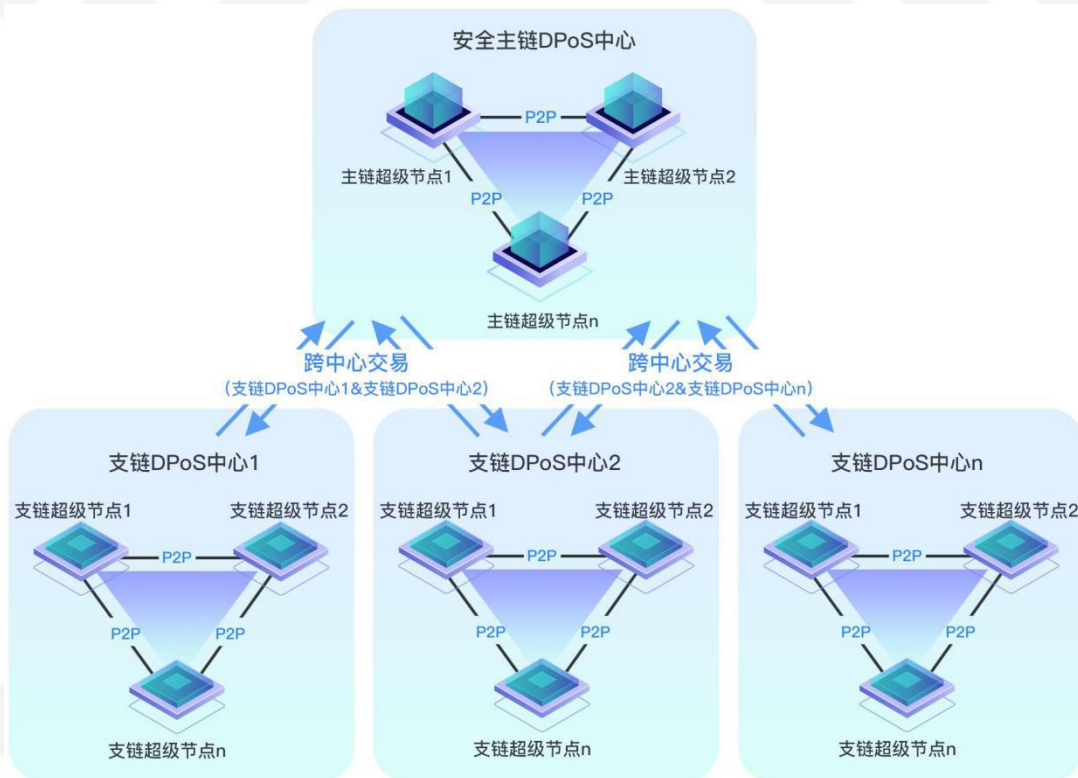 安全主链DPoS中心
P2P
主链超级节点1
主链超级节点2
P2P
P2P
主链超级节点n
跨中心交易
(支链DPoS中心1&支链DPoS中心2)
跨中心交易
(支链DPoS中心2&支链DPoS中心n)
支链DPoS中心1
支链超级节点1
支链超级节点2
P2P
P2P
P2P
支链超级节点n
支链DPoS中心2
支链超级节点1
支链超级节点2
P2P
P2P
P2P
支链超级节点n
支链DPoS中心n
支链超级节点1
支链超级节点2
P2P
P2P
P2P
支链超级节点n